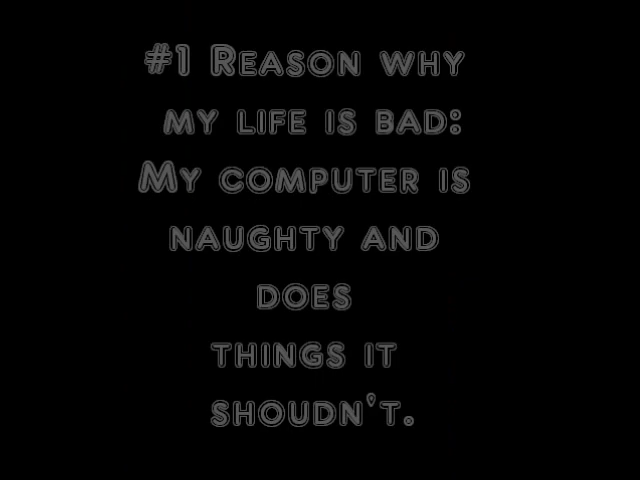 #1 Reason why
my life is bad:
My computer is
naughty and
does
things it
shoudn't.